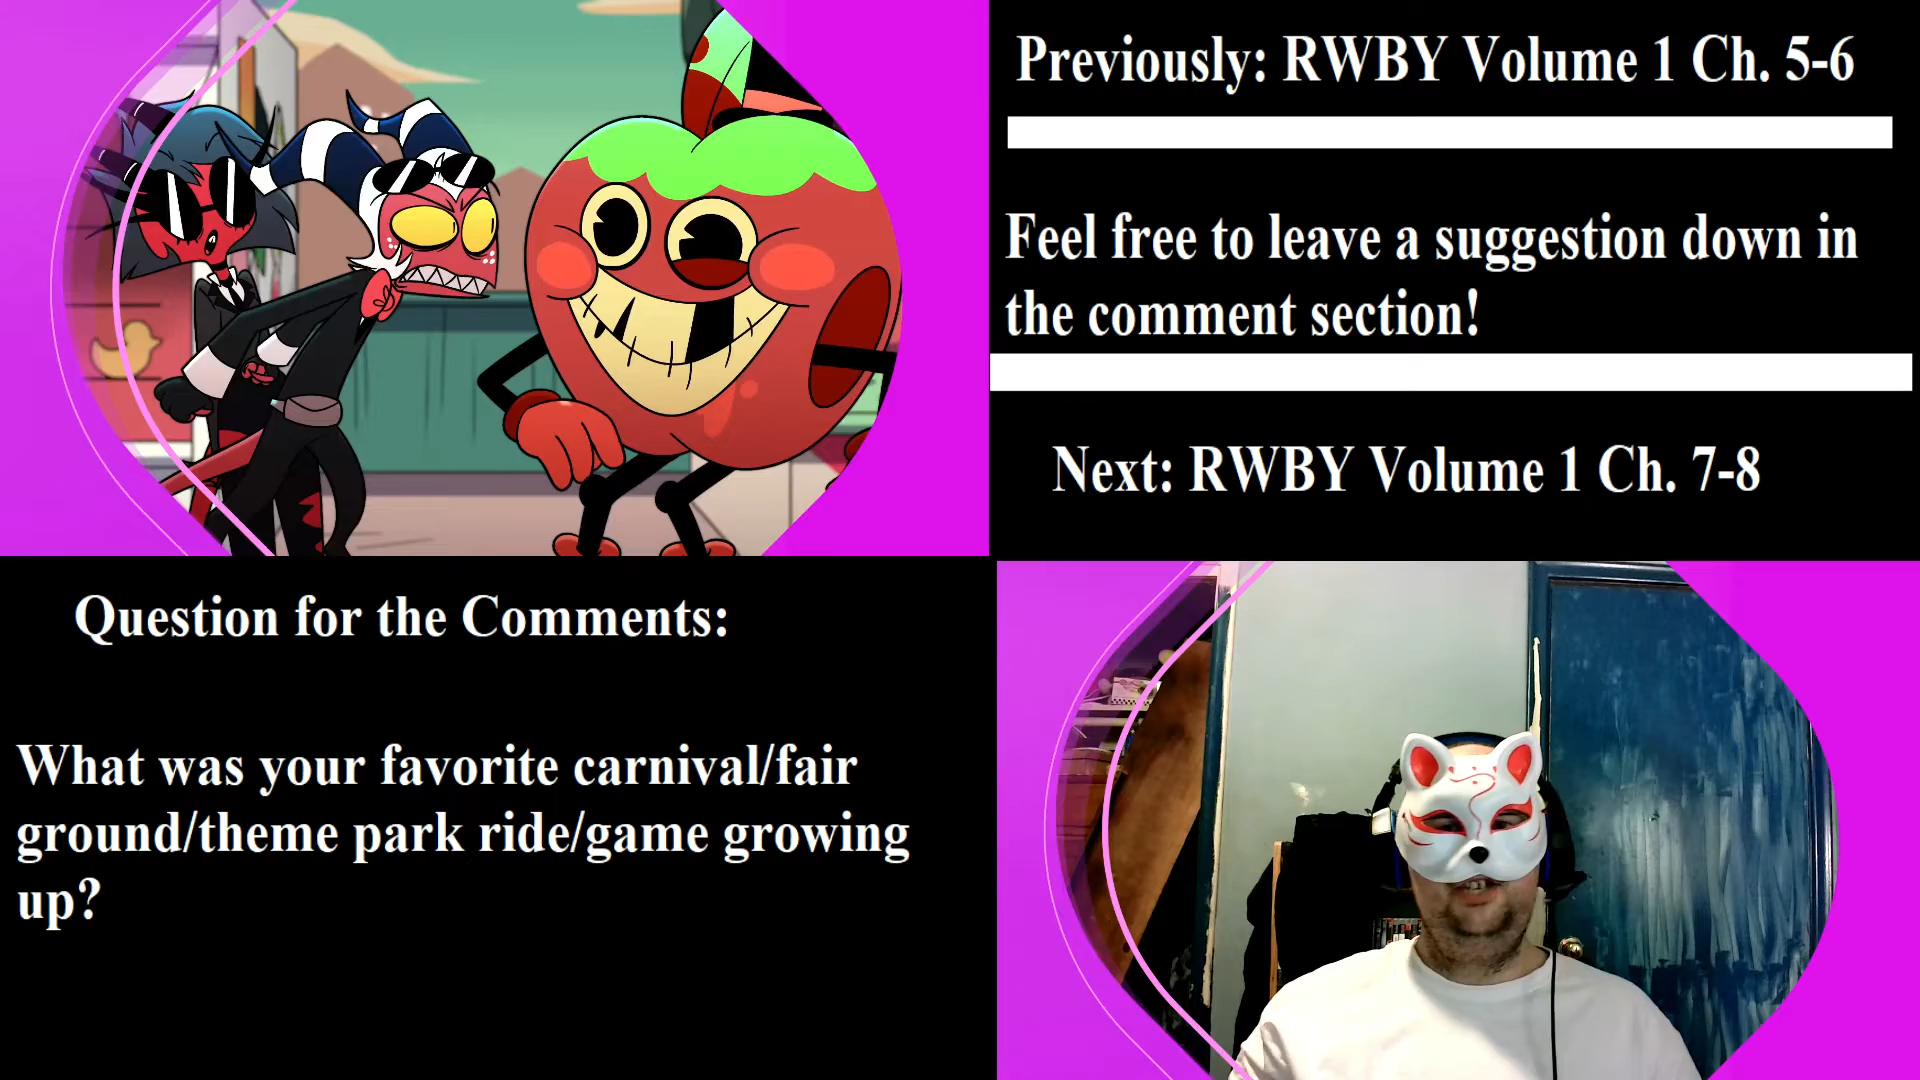 Previously: RWBY Volume 1 Ch. 5-6
Feel free to leave a suggestion down in
the comment section!
Next: RWBY Volume 1 Ch. 7-8
Question for the Comments:
What was your favorite carnival/fair
ground/theme park ride/game growing
up?